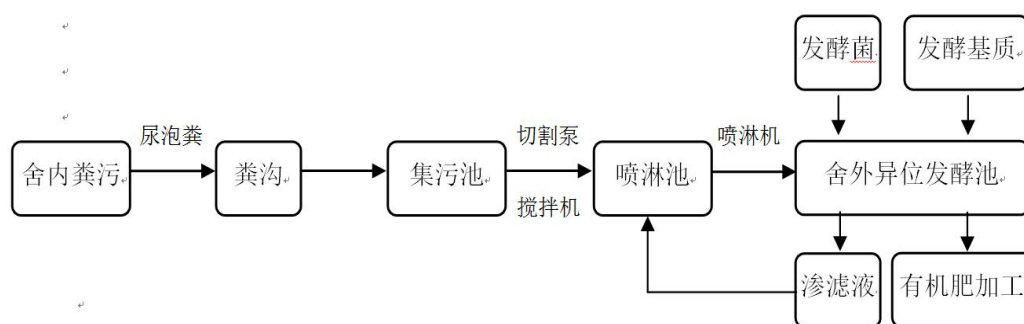 发酵菌
发酵基质
尿泡粪
切割泵
喷淋机
舍内粪污
粪沟
集污池
喷淋池
舍外异位发酵池
搅拌机
渗滤液
有机肥加工